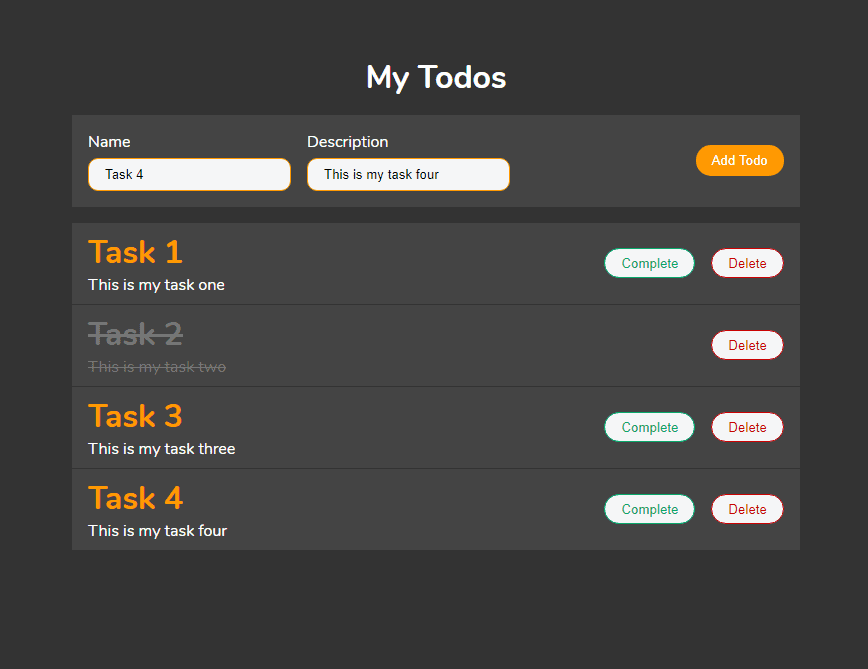 My Todos
Name Description
Task 4 This is my task four Add Todo
Task 1
This is my task one
Complete Delete
Task 2
This is my task two
Delete
Task 3
This is my task three
Complete Delete
Task 4
This is my task four
Complete Delete